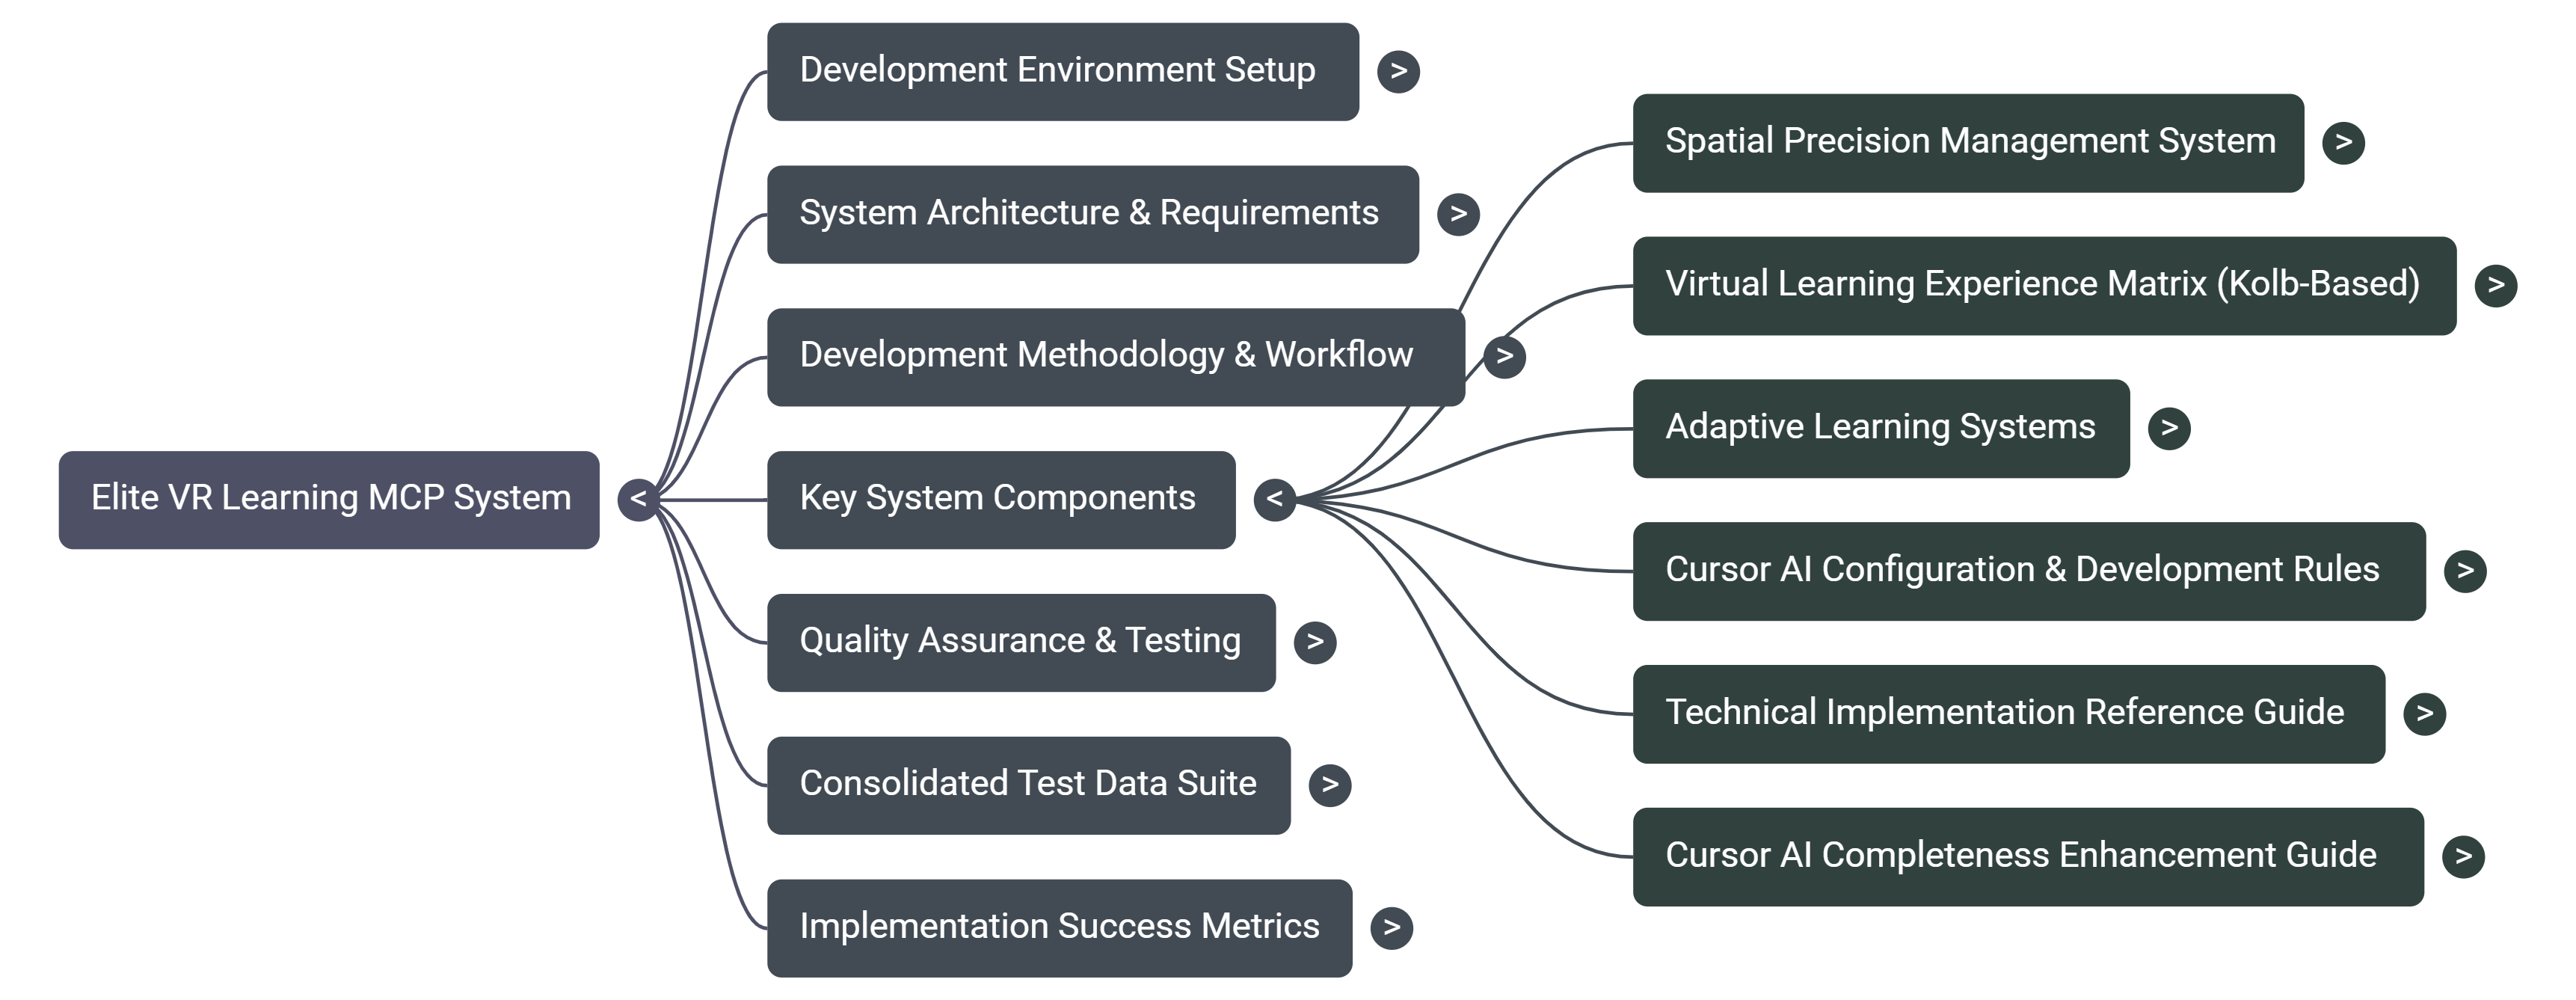 Elite VR Learning MCP System
<
Development Environment Setup
>
System Architecture & Requirements
>
Development Methodology & Workflow
>
Key System Components
<
Quality Assurance & Testing
>
Consolidated Test Data Suite
>
Implementation Success Metrics
>
Spatial Precision Management System
>
Virtual Learning Experience Matrix (Kolb-Based)
>
Adaptive Learning Systems
>
Cursor AI Configuration & Development Rules
>
Technical Implementation Reference Guide
>
Cursor AI Completeness Enhancement Guide
>